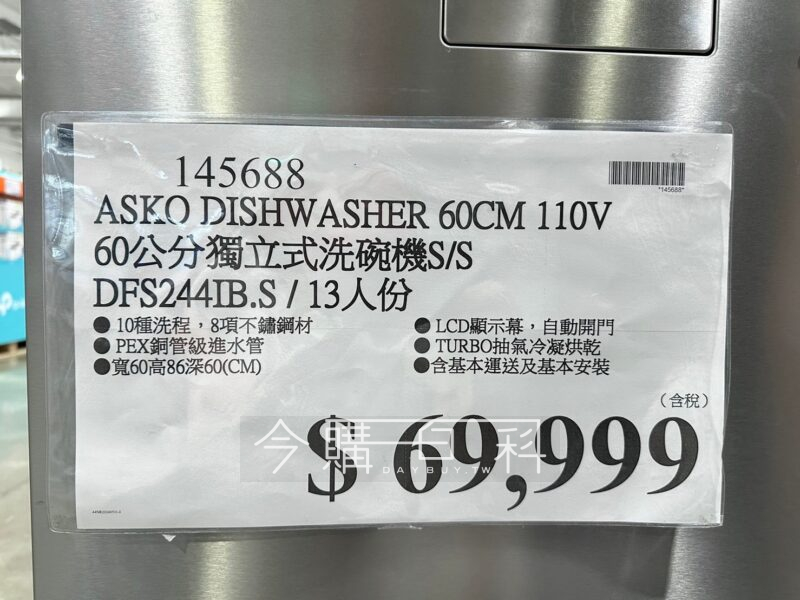 145688
*145688*
ASKO DISHWASHER 60CM 110V
60公分獨立式洗碗機S/S
DFS244IB.S / 13人份
● 10種洗程，8項不鏽鋼材
● LCD顯示幕，自動開門
● PEX銅管級進水管
● TURBO抽氣冷凝烘乾
●寬60高86深60(CM)
●含基本運送及基本安裝
（含稅）
$ 69,999
今購百科
DAYBUY.TW